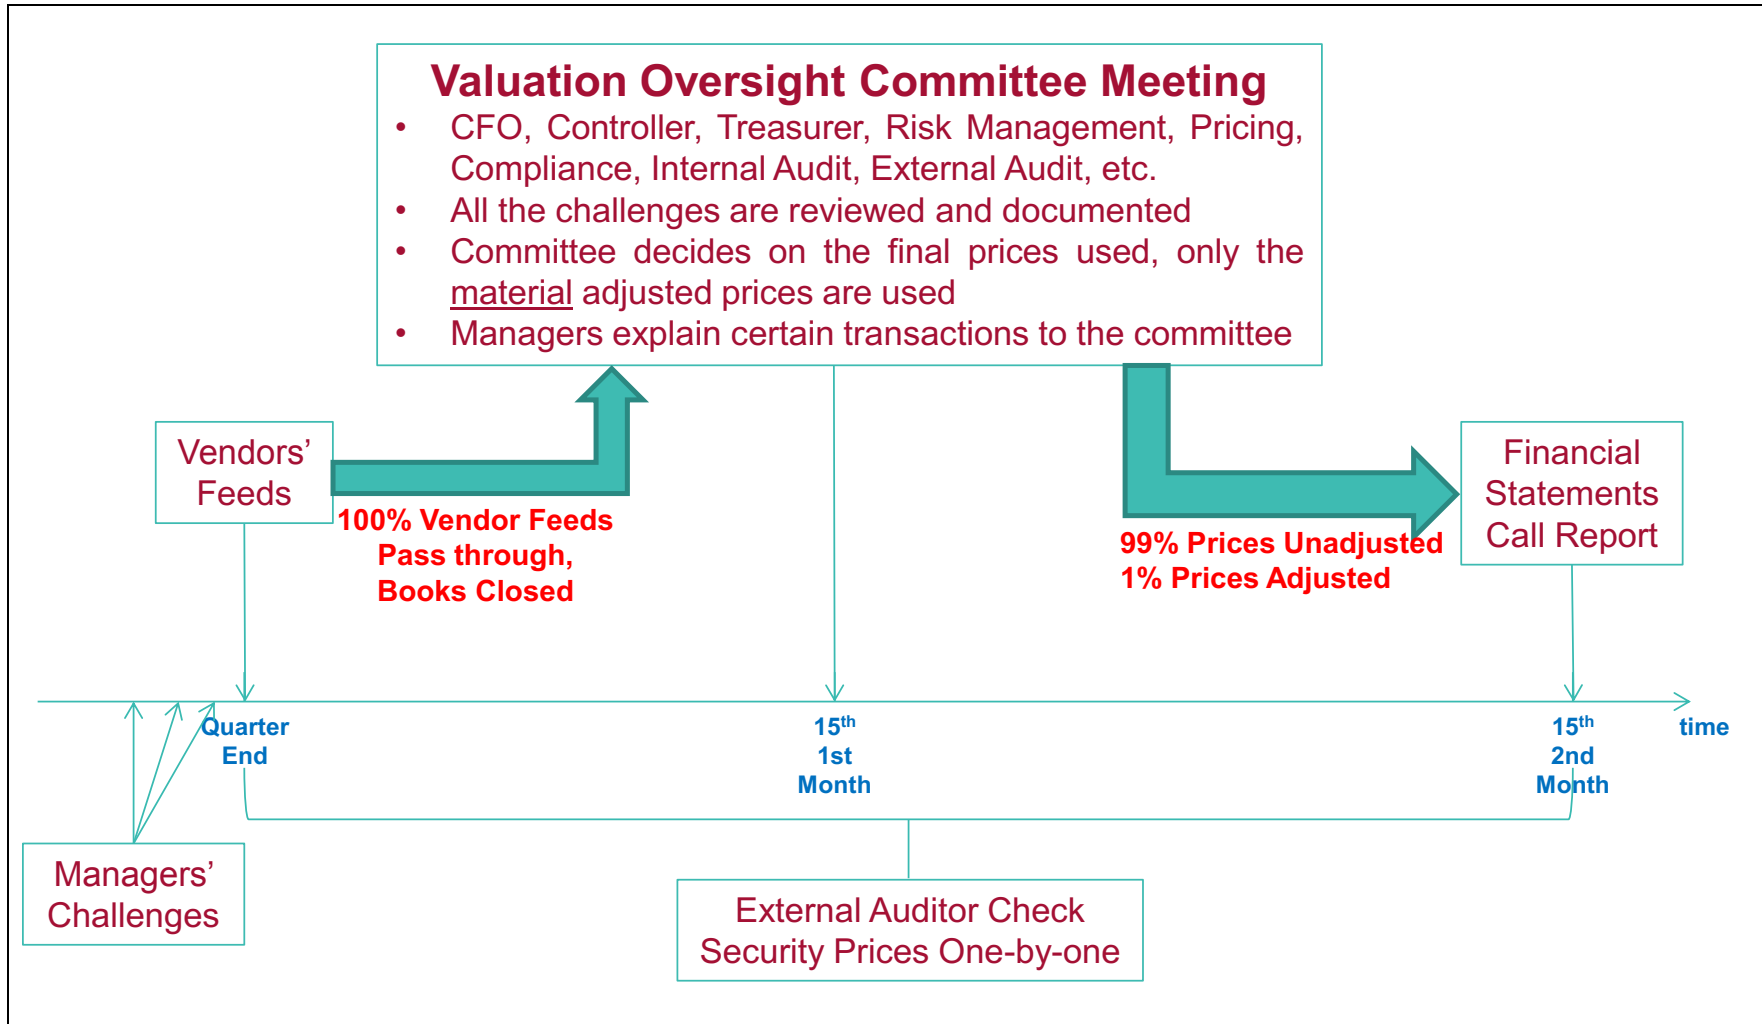 Valuation Oversight Committee Meeting
• CFO, Controller, Treasurer, Risk Management, Pricing,
Compliance, Internal Audit, External Audit, etc.
• All the challenges are reviewed and documented
• Committee decides on the final prices used, only the
material adjusted prices are used
• Managers explain certain transactions to the committee
Vendors’
Feeds
100% Vendor Feeds
Pass through,
Books Closed
99% Prices Unadjusted
1% Prices Adjusted
Financial
Statements
Call Report
Quarter
End
15th
1st
Month
15th
2nd
Month
time
Managers’
Challenges
External Auditor Check
Security Prices One-by-one